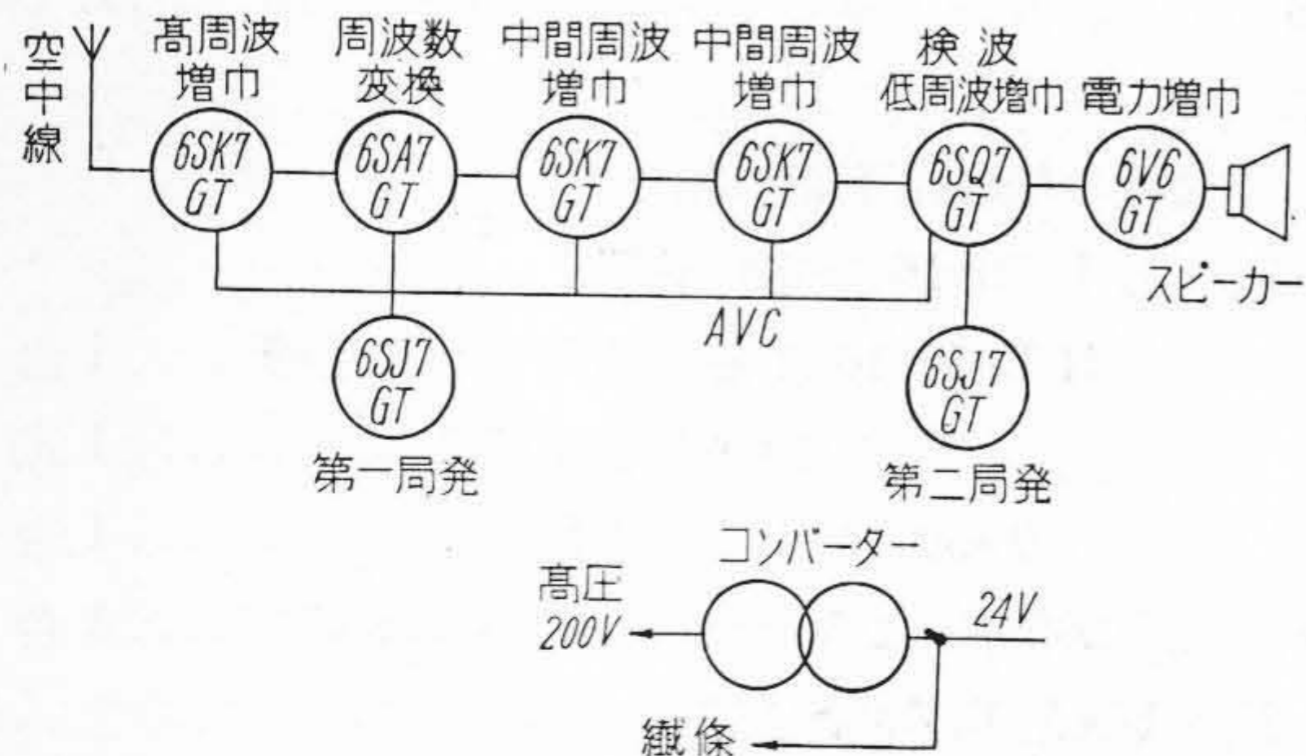 空中線
高周波
増巾
周波数
変換
中間周波
増巾
中間周波
増巾
検波
低周波増巾
電力増巾
6SK7
GT
6SA7
GT
6SK7
GT
6SK7
GT
6SQ7
GT
6V6
GT
スピーカー
AVC
6SJ7
GT
第一局発
6SJ7
GT
第二局発
コンバーター
高圧
200V
24V
繊條